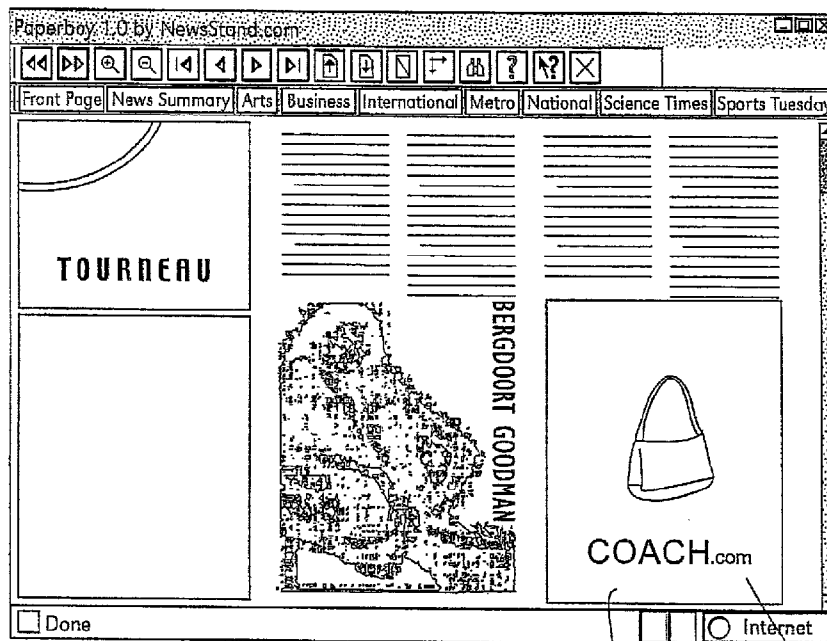 Paperboy 1.0 by NewsStand.com
Front Page News Summary Arts Business International Metro National Science Times Sports Tuesday
TOURNEAU
BERGDOORT GOODMAN
COACH.com
Done
Internet